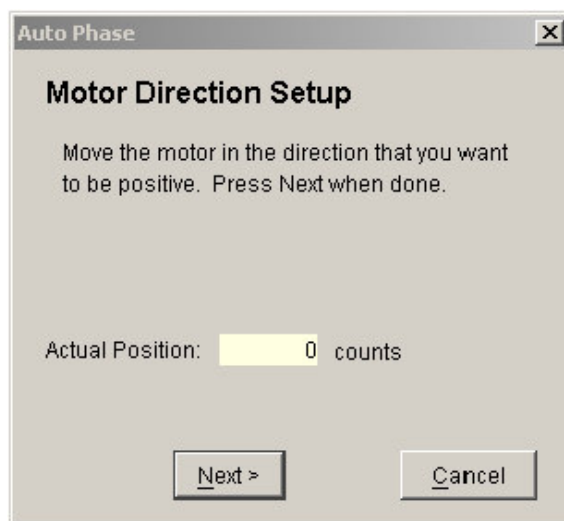 Auto Phase
Motor Direction Setup
Move the motor in the direction that you want
to be positive.  Press Next when done.
Actual Position: 0 counts
Next > Cancel